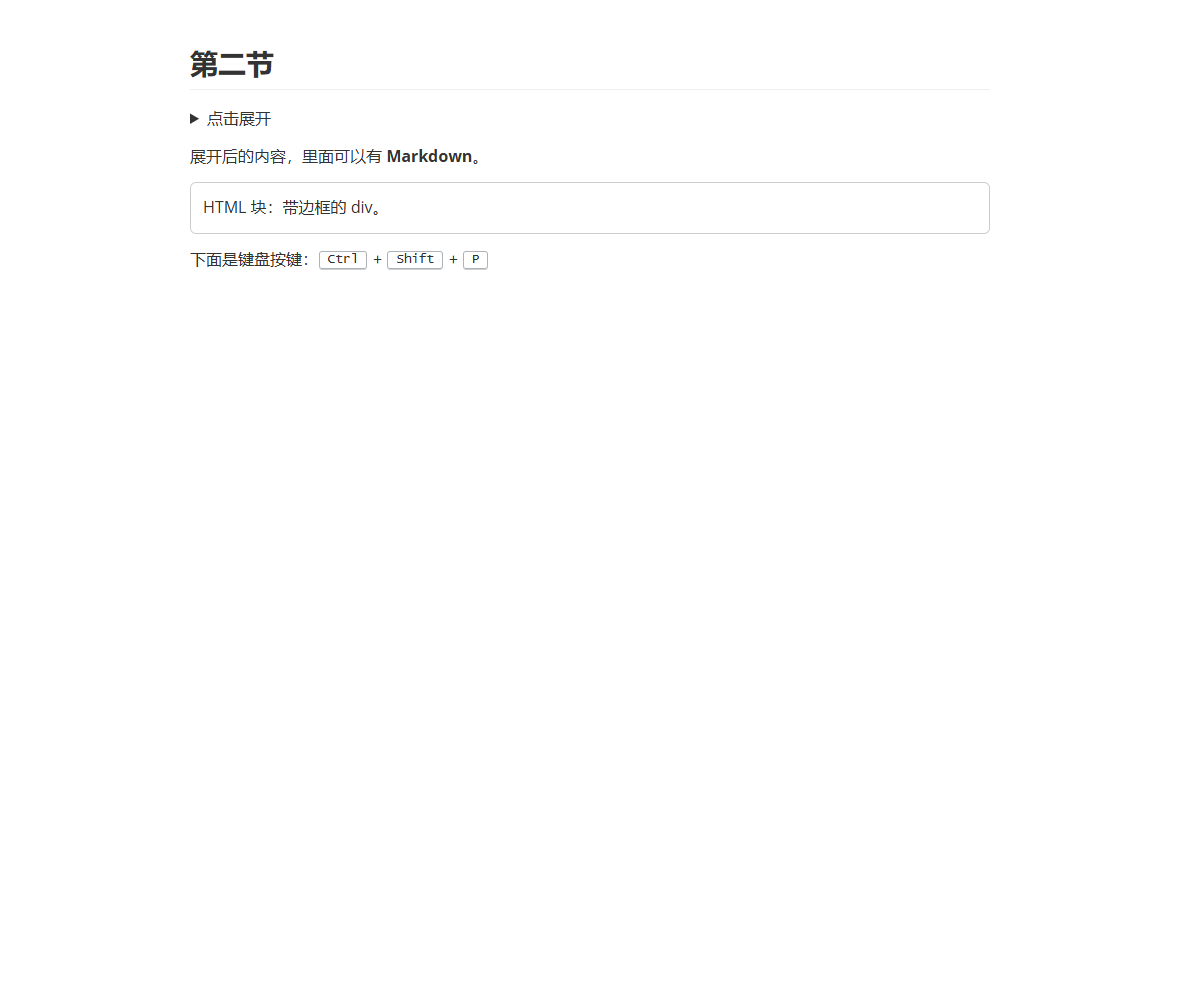 第二节
点击展开
展开后的内容，里面可以有 Markdown。
HTML 块：带边框的 div。
下面是键盘按键：Ctrl + Shift + P